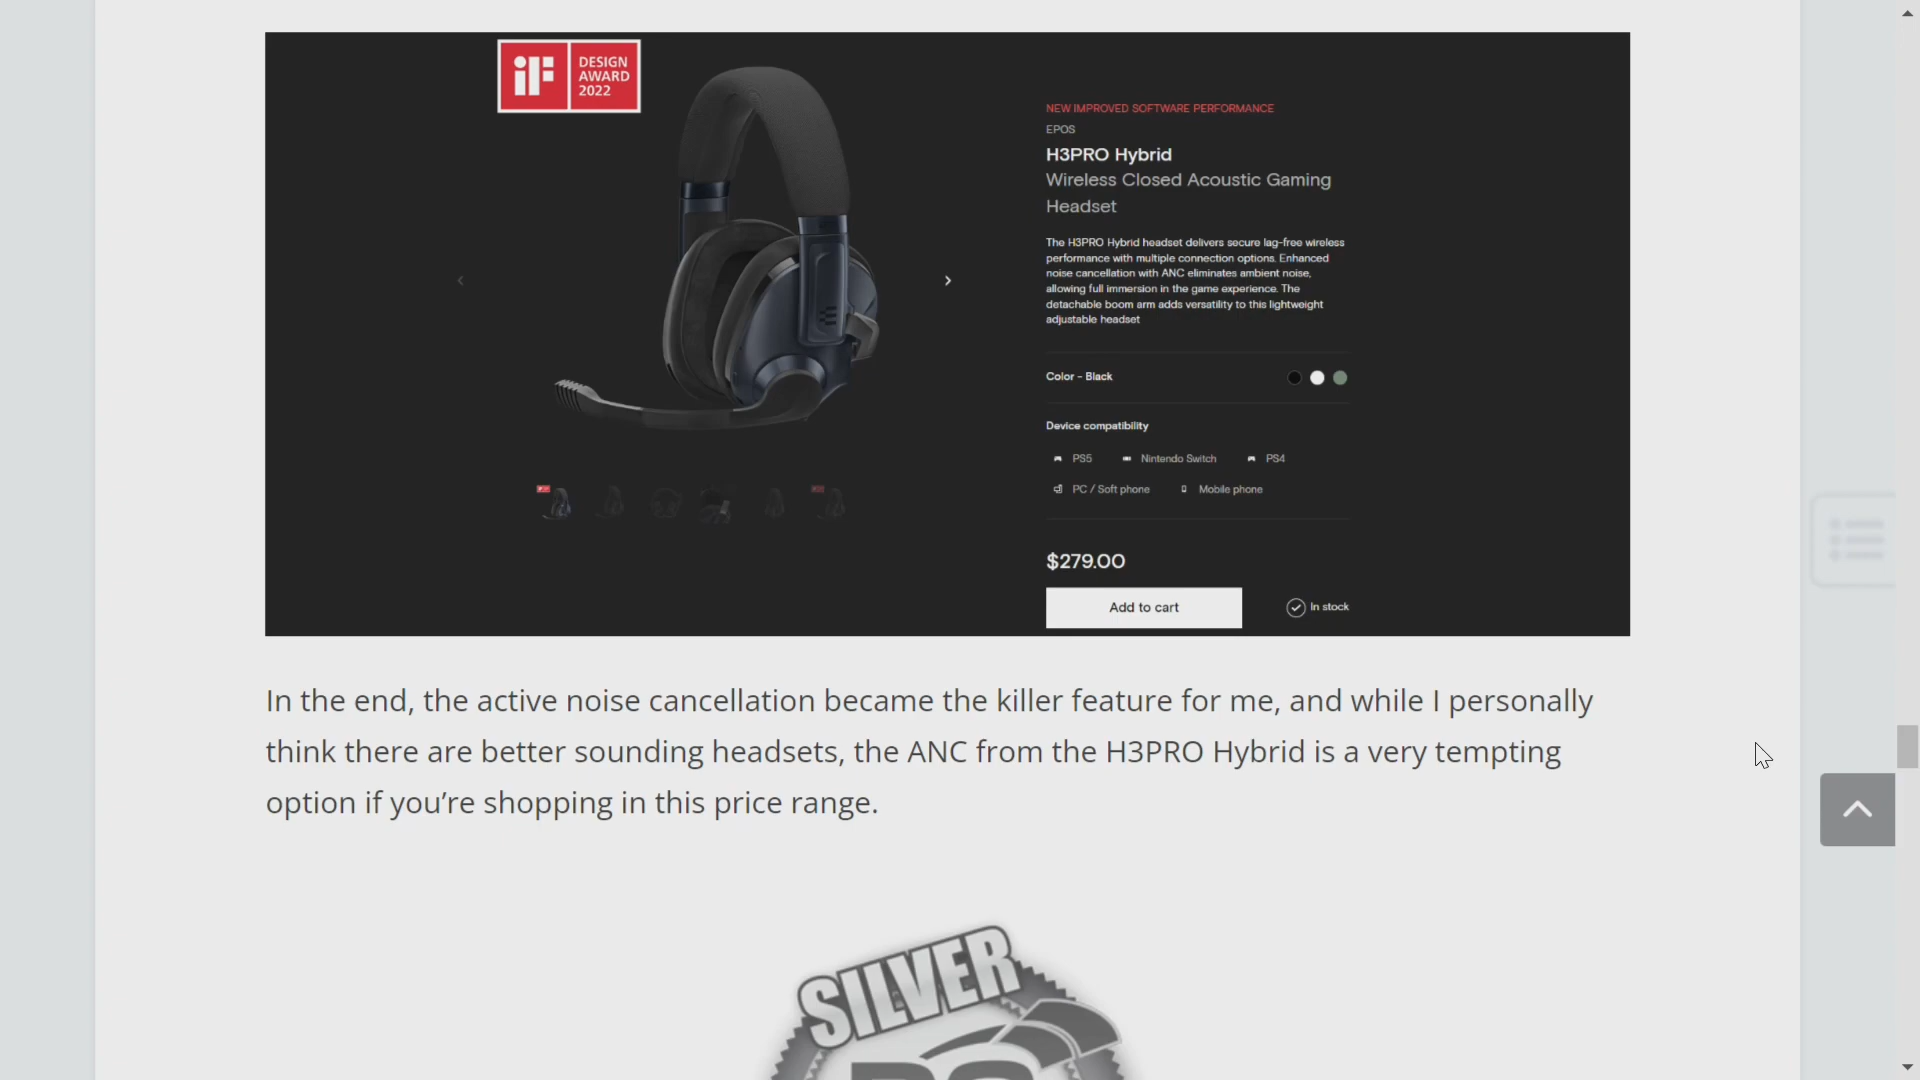 iF DESIGN
AWARD
2022
NEW IMPROVED SOFTWARE PERFORMANCE
EPOS
H3PRO Hybrid
Wireless Closed Acoustic Gaming
Headset
The H3PRO Hybrid headset delivers secure lag-free wireless
performance with multiple connection options. Enhanced
noise cancellation with ANC eliminates ambient noise,
allowing full immersion in the game experience. The
detachable boom arm adds versatility to this lightweight
adjustable headset
Color - Black
Device compatibility
PS5 Nintendo Switch PS4
PC / Soft phone Mobile phone
$279.00
Add to cart In stock
In the end, the active noise cancellation became the killer feature for me, and while I personally
think there are better sounding headsets, the ANC from the H3PRO Hybrid is a very tempting
option if you’re shopping in this price range.
SILVER